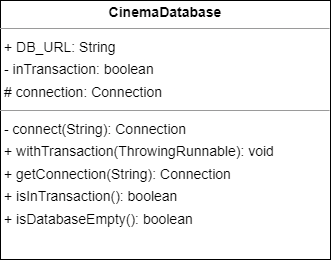 CinemaDatabase
+ DB_URL: String
- inTransaction: boolean
# connection: Connection
- connect(String): Connection
+ withTransaction(ThrowingRunnable): void
+ getConnection(String): Connection
+ isInTransaction(): boolean
+ isDatabaseEmpty(): boolean